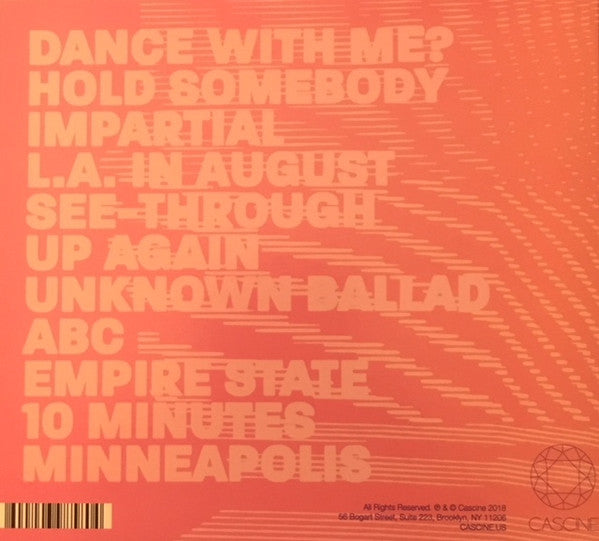 DANCE WITH ME?
HOLD SOMEBODY
IMPARTIAL
L.A. IN AUGUST
SEE-THROUGH
UP AGAIN
UNKNOWN BALLAD
ABC
EMPIRE STATE
10 MINUTES
MINNEAPOLIS
All Rights Reserved. ℗ & © Cascine 2018
56 Bogart Street, Suite 223, Brooklyn, NY 11206
CASCINE.US
CASCINE